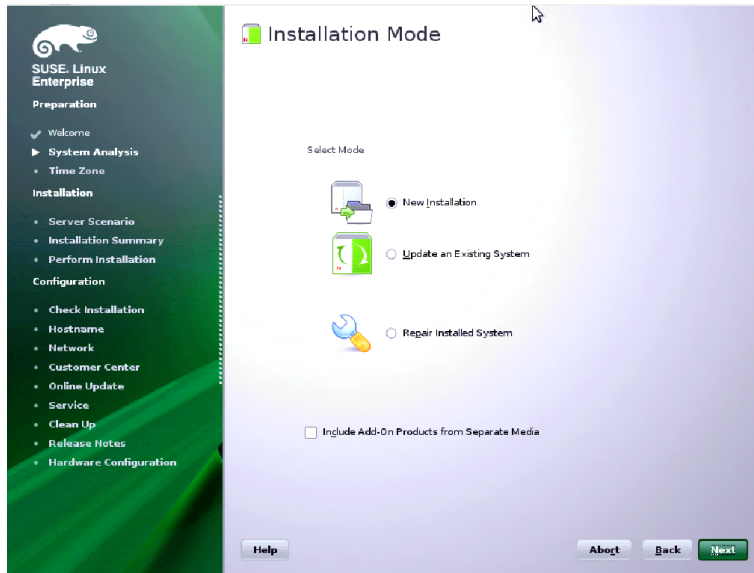 SUSE. Linux
Enterprise
Preparation
Welcome
System Analysis
Time Zone
Installation
Server Scenario
Installation Summary
Perform Installation
Configuration
Check Installation
Hostname
Network
Customer Center
Online Update
Service
Clean Up
Release Notes
Hardware Configuration
Installation Mode
Select Mode
New Installation
Update an Existing System
Repair Installed System
Include Add-On Products from Separate Media
Help
Abort
Back
Next